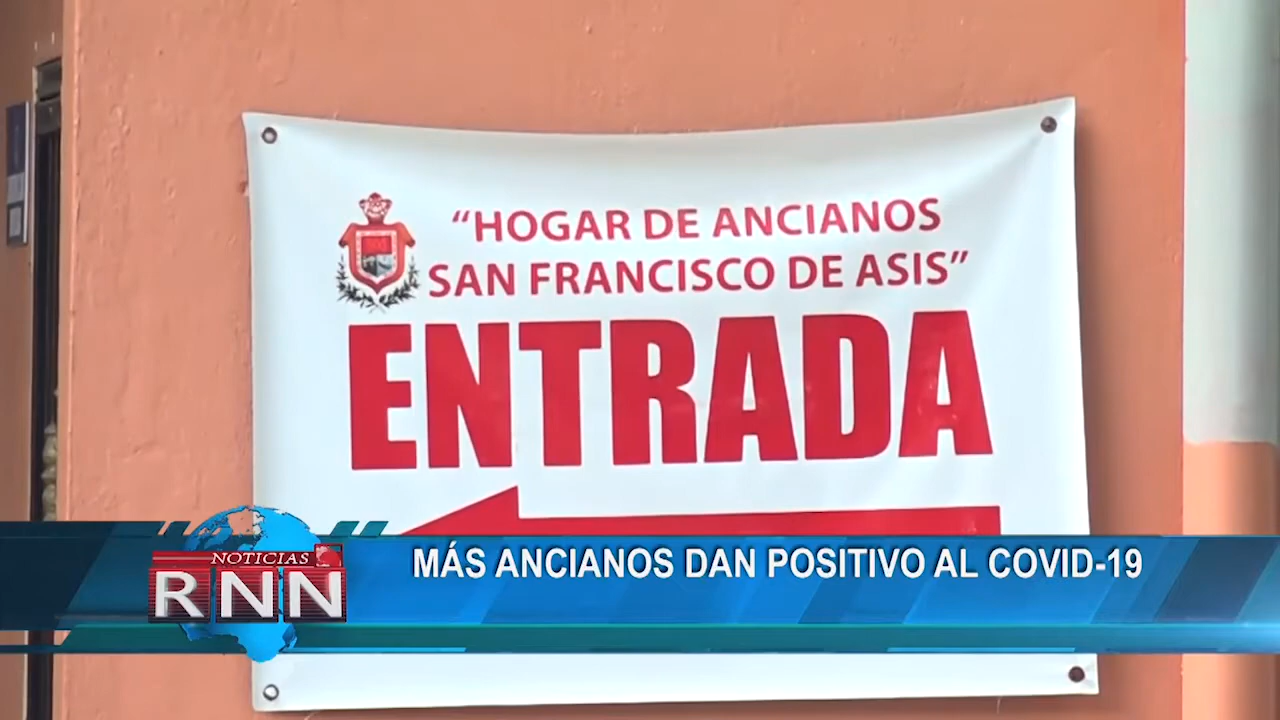 “HOGAR DE ANCIANOS
SAN FRANCISCO DE ASIS”
ENTRADA
NOTICIAS
RNN
MÁS ANCIANOS DAN POSITIVO AL COVID-19